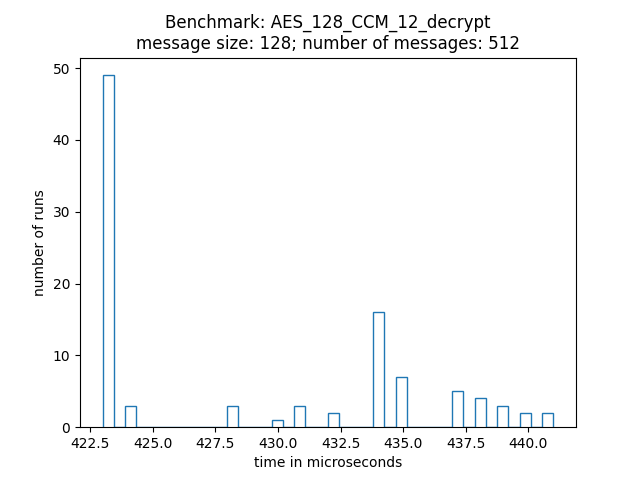 Benchmark: AES_128_CCM_12_decrypt
message size: 128; number of messages: 512
50
40
30
20
10
0
number of runs
422.5 425.0 427.5 430.0 432.5 435.0 437.5 440.0
time in microseconds